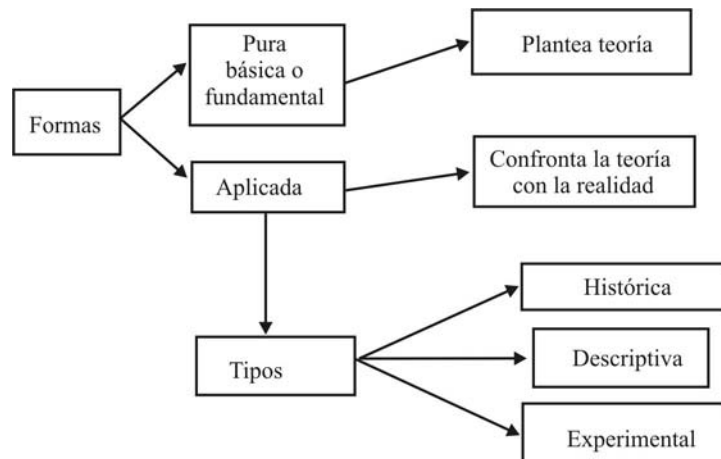 Formas
Pura
básica o
fundamental
Plantea teoría
Aplicada
Confronta la teoría
con la realidad
Tipos
Histórica
Descriptiva
Experimental